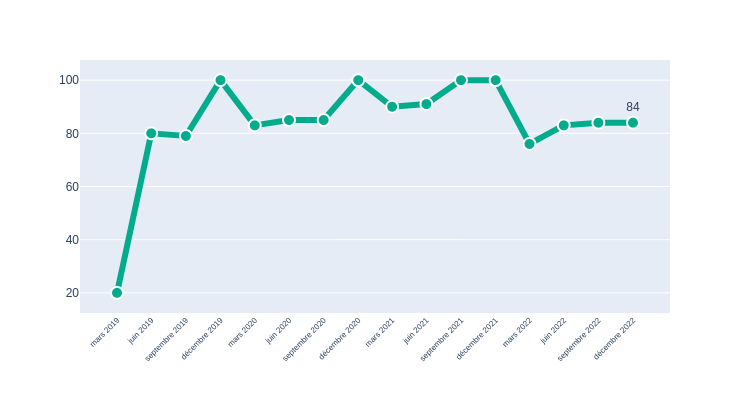 100
80
60
40
20
84
mars 2019
juin 2019
septembre 2019
décembre 2019
mars 2020
juin 2020
septembre 2020
décembre 2020
mars 2021
juin 2021
septembre 2021
décembre 2021
mars 2022
juin 2022
septembre 2022
décembre 2022